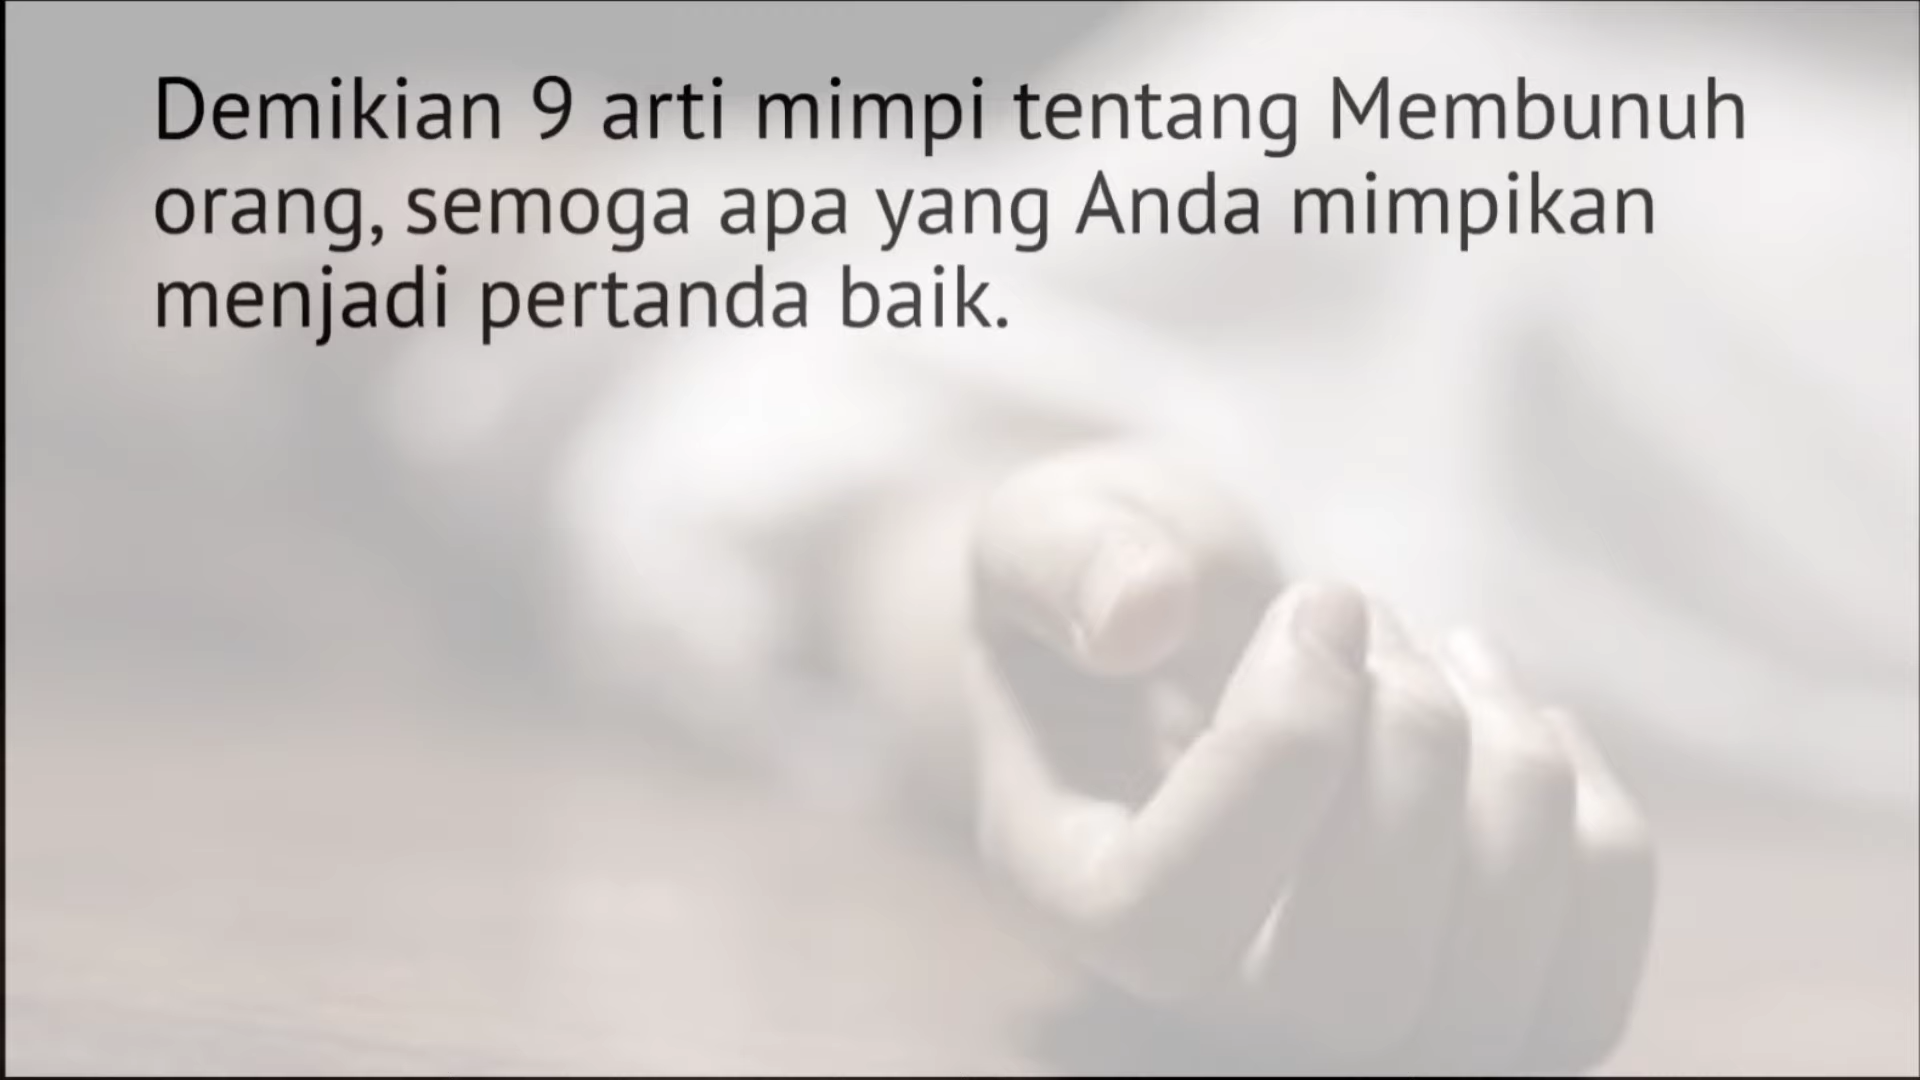 Demikian 9 arti mimpi tentang Membunuh
orang, semoga apa yang Anda mimpikan
menjadi pertanda baik.